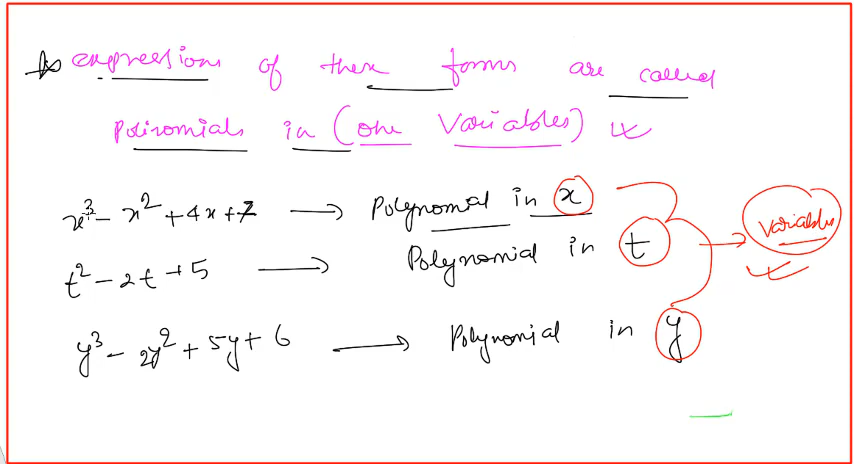 expressions of these forms are called
Polinomials in (one Variables)
x³ - x² + 4x + 7 → Polynomial in x
Variables
t² - 2t + 5 → Polynomial in t
y³ - 2y² + 5y + 6 → Polynomial in y